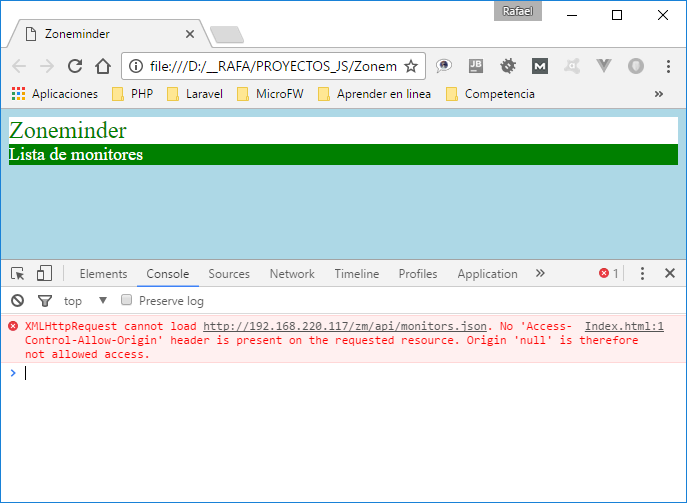 Rafael
Zoneminder
file:///D:/__RAFA/PROYECTOS_JS/Zonem
Aplicaciones PHP Laravel MicroFW Aprender en linea Competencia »
Zoneminder
Lista de monitores
Elements Console Sources Network Timeline Profiles Application » 1
top Preserve log
XMLHttpRequest cannot load http://192.168.220.117/zm/api/monitors.json. No 'Access- Index.html:1
Control-Allow-Origin' header is present on the requested resource. Origin 'null' is therefore
not allowed access.